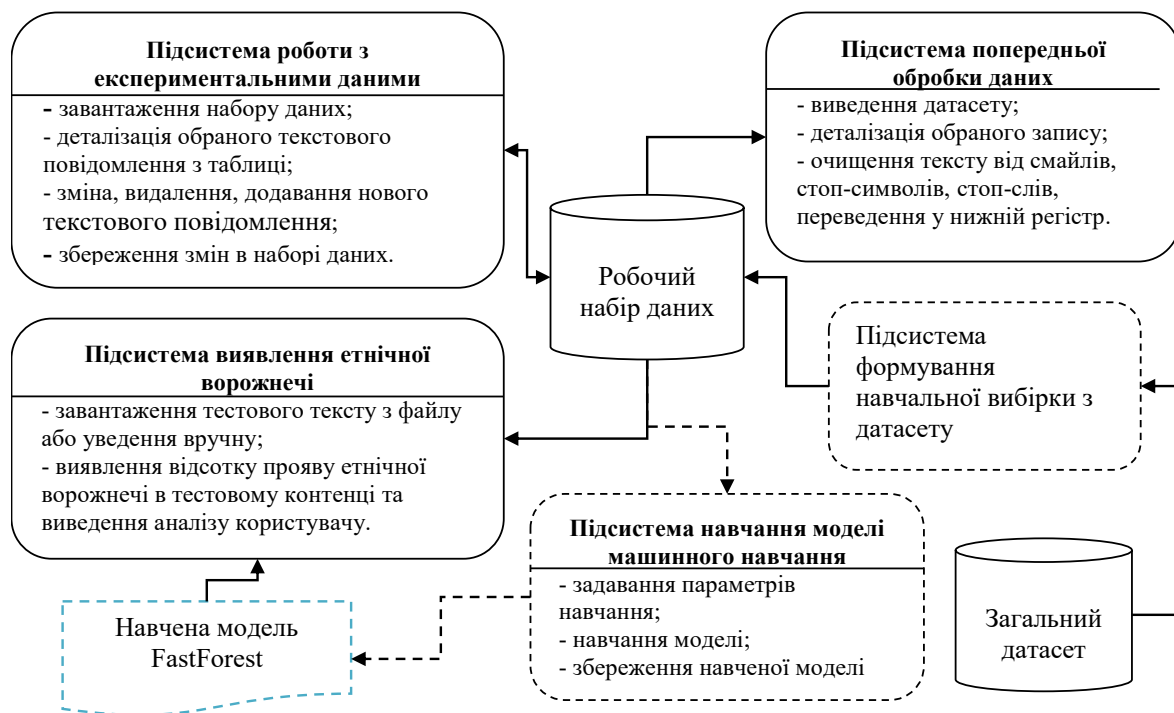 Підсистема роботи з
експериментальними даними
- завантаження набору даних;
- деталізація обраного текстового
повідомлення з таблиці;
- зміна, видалення, додавання нового
текстового повідомлення;
- збереження змін в наборі даних.
Підсистема попередньої
обробки даних
- виведення датасету;
- деталізація обраного запису;
- очищення тексту від смайлів,
стоп-символів, стоп-слів,
переведення у нижній регістр.
Робочий
набір даних
Підсистема
формування
навчальної вибірки з
датасету
Підсистема виявлення етнічної
ворожнечі
- завантаження тестового тексту з файлу
або уведення вручну;
- виявлення відсотку прояву етнічної
ворожнечі в тестовому контенці та
виведення аналізу користувачу.
Підсистема навчання моделі
машинного навчання
- задавання параметрів
навчання;
- навчання моделі;
- збереження навченої моделі
Навчена модель
FastForest
Загальний
датасет